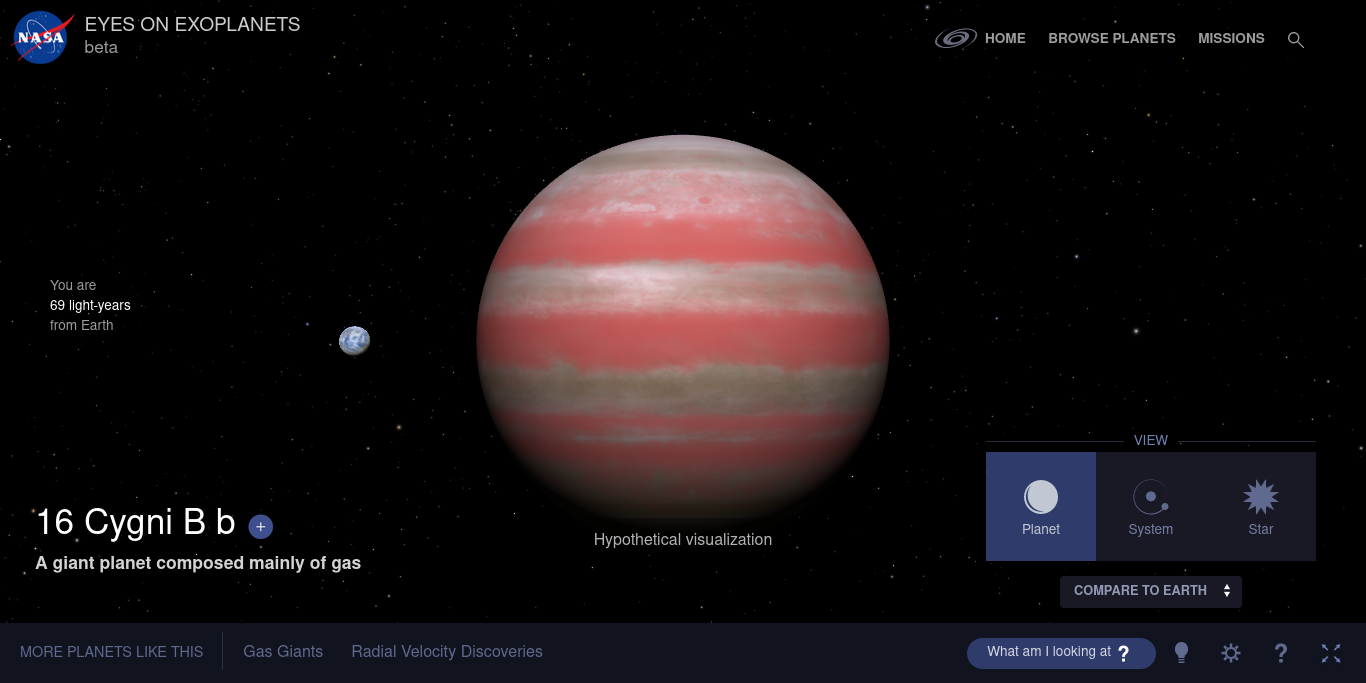 NASA
EYES ON EXOPLANETS
beta
HOME
BROWSE PLANETS
MISSIONS
You are
69 light-years
from Earth
16 Cygni B b +
A giant planet composed mainly of gas
Hypothetical visualization
VIEW
Planet
System
Star
COMPARE TO EARTH
MORE PLANETS LIKE THIS
Gas Giants
Radial Velocity Discoveries
What am I looking at ?
?